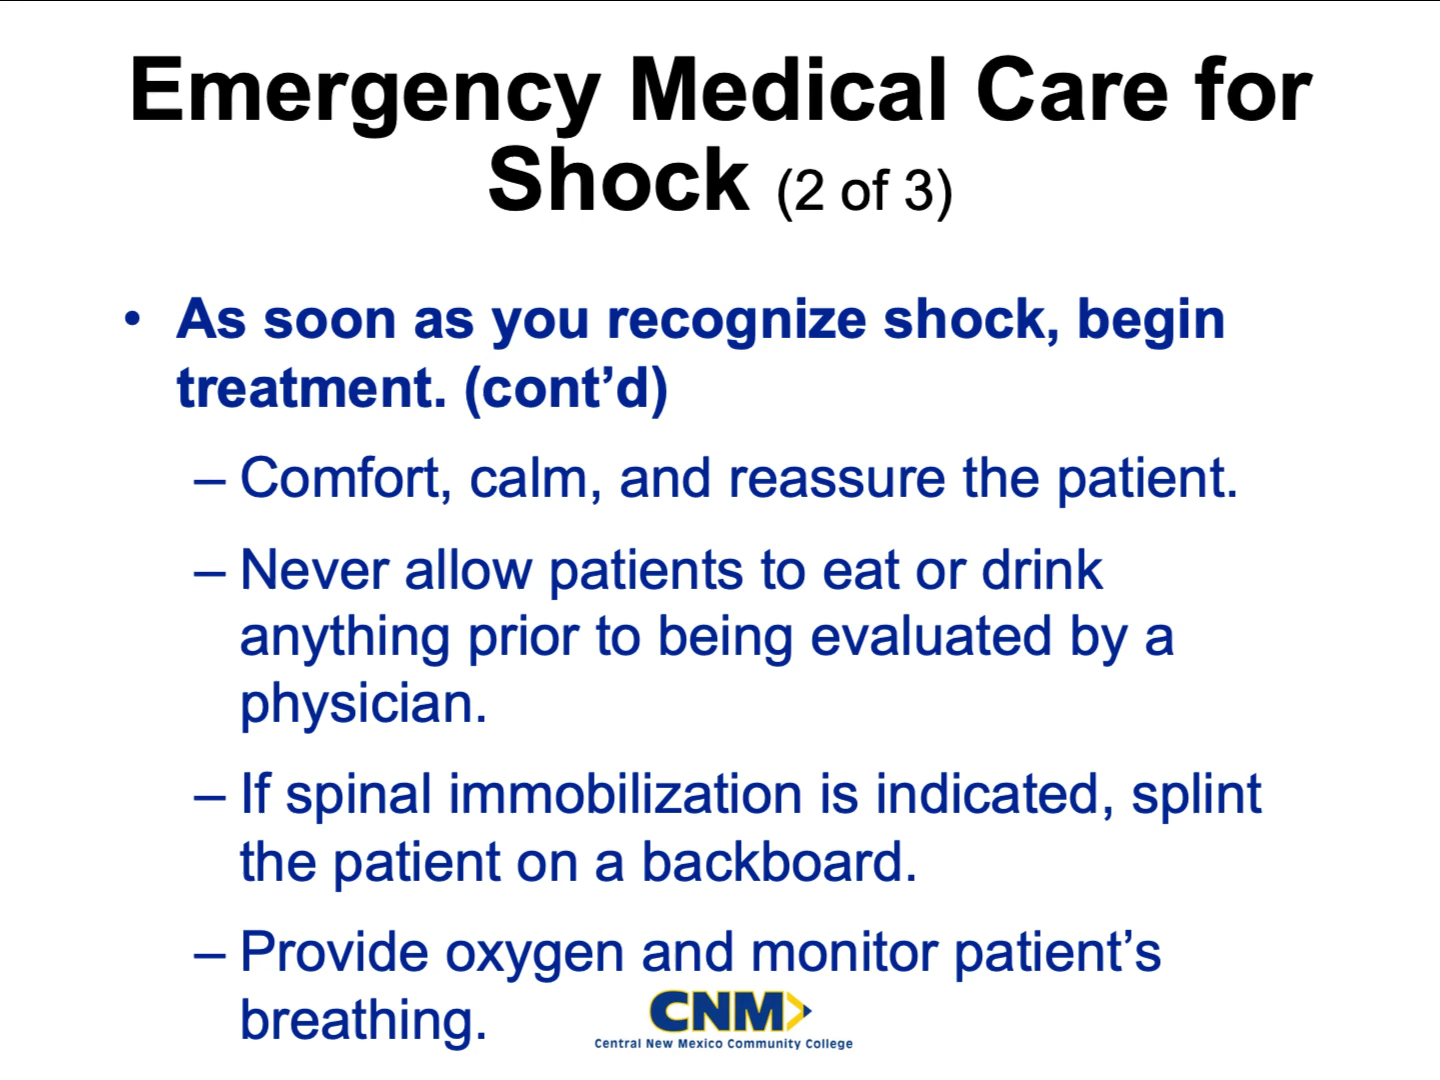 Emergency Medical Care for
Shock (2 of 3)
• As soon as you recognize shock, begin
treatment. (cont’d)
– Comfort, calm, and reassure the patient.
– Never allow patients to eat or drink
anything prior to being evaluated by a
physician.
– If spinal immobilization is indicated, splint
the patient on a backboard.
– Provide oxygen and monitor patient’s
breathing.
CNM
Central New Mexico Community College